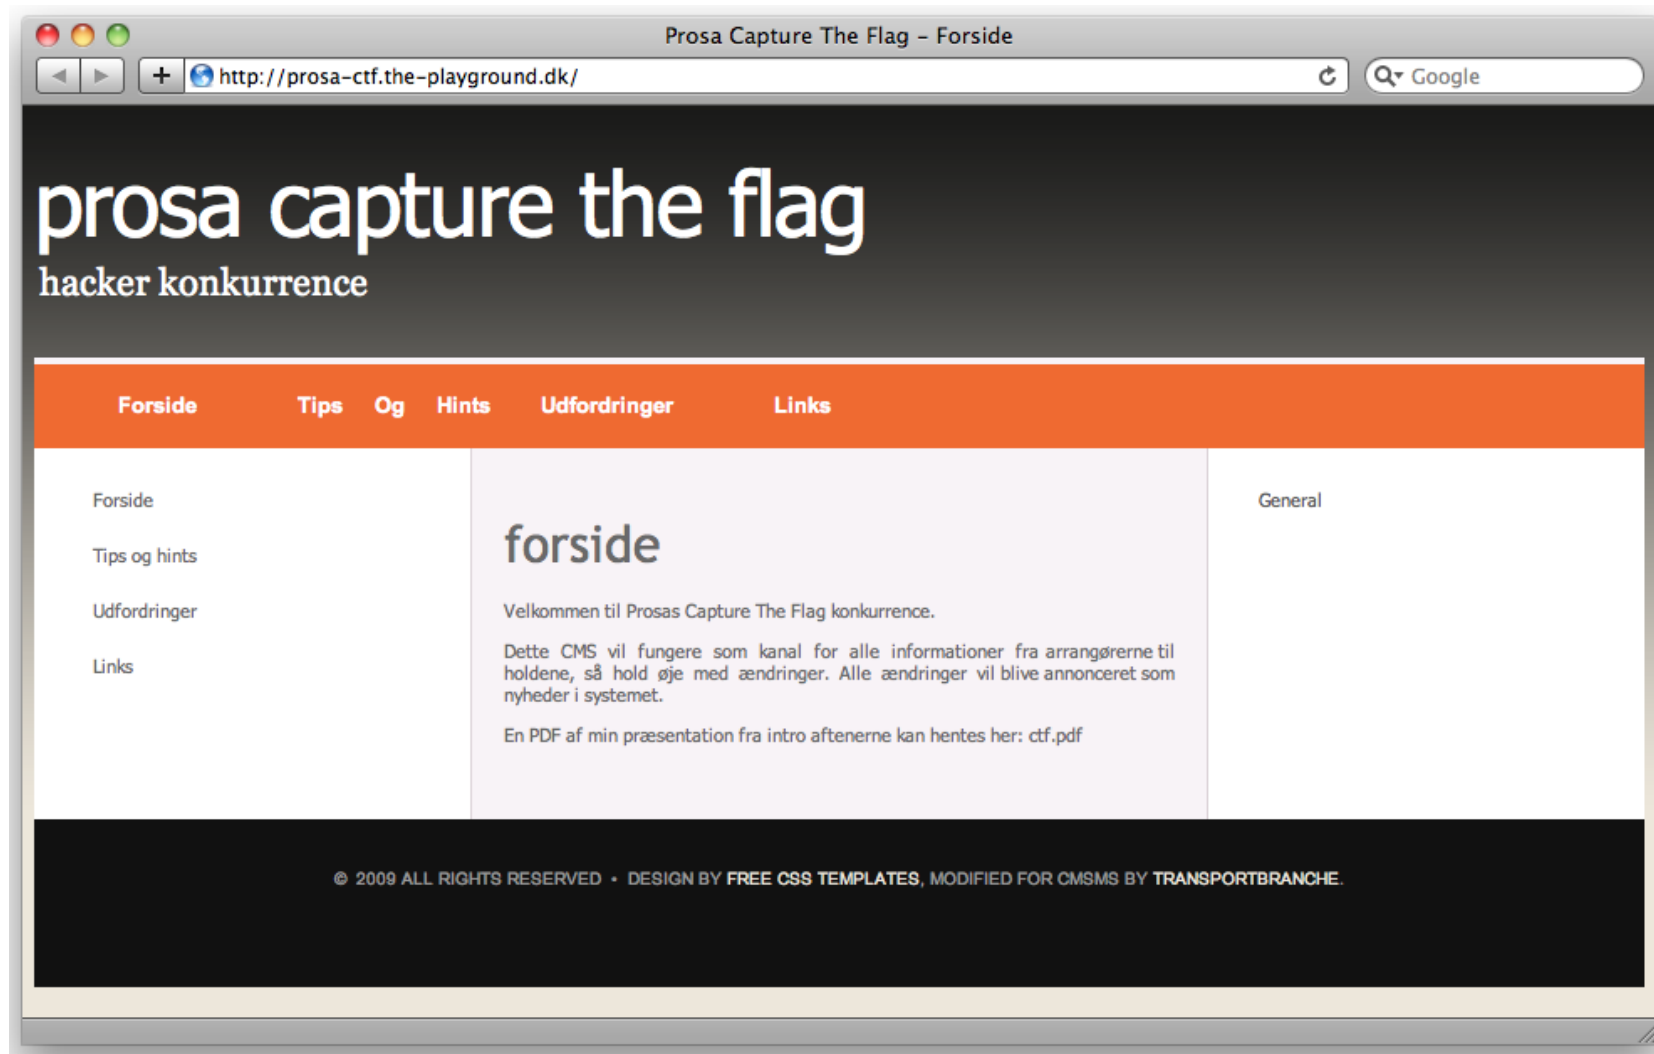 Prosa Capture The Flag – Forside
http://prosa-ctf.the-playground.dk/
Google
prosa capture the flag
hacker konkurrence
Forside Tips Og Hints Udfordringer Links
Forside
Tips og hints
Udfordringer
Links
forside
Velkommen til Prosas Capture The Flag konkurrence.
Dette CMS vil fungere som kanal for alle informationer fra arrangørerne til
holdene, så hold øje med ændringer. Alle ændringer vil blive annonceret som
nyheder i systemet.
En PDF af min præsentation fra intro aftenerne kan hentes her: ctf.pdf
General
© 2009 ALL RIGHTS RESERVED • DESIGN BY FREE CSS TEMPLATES, MODIFIED FOR CMSMS BY TRANSPORTBRANCHE.